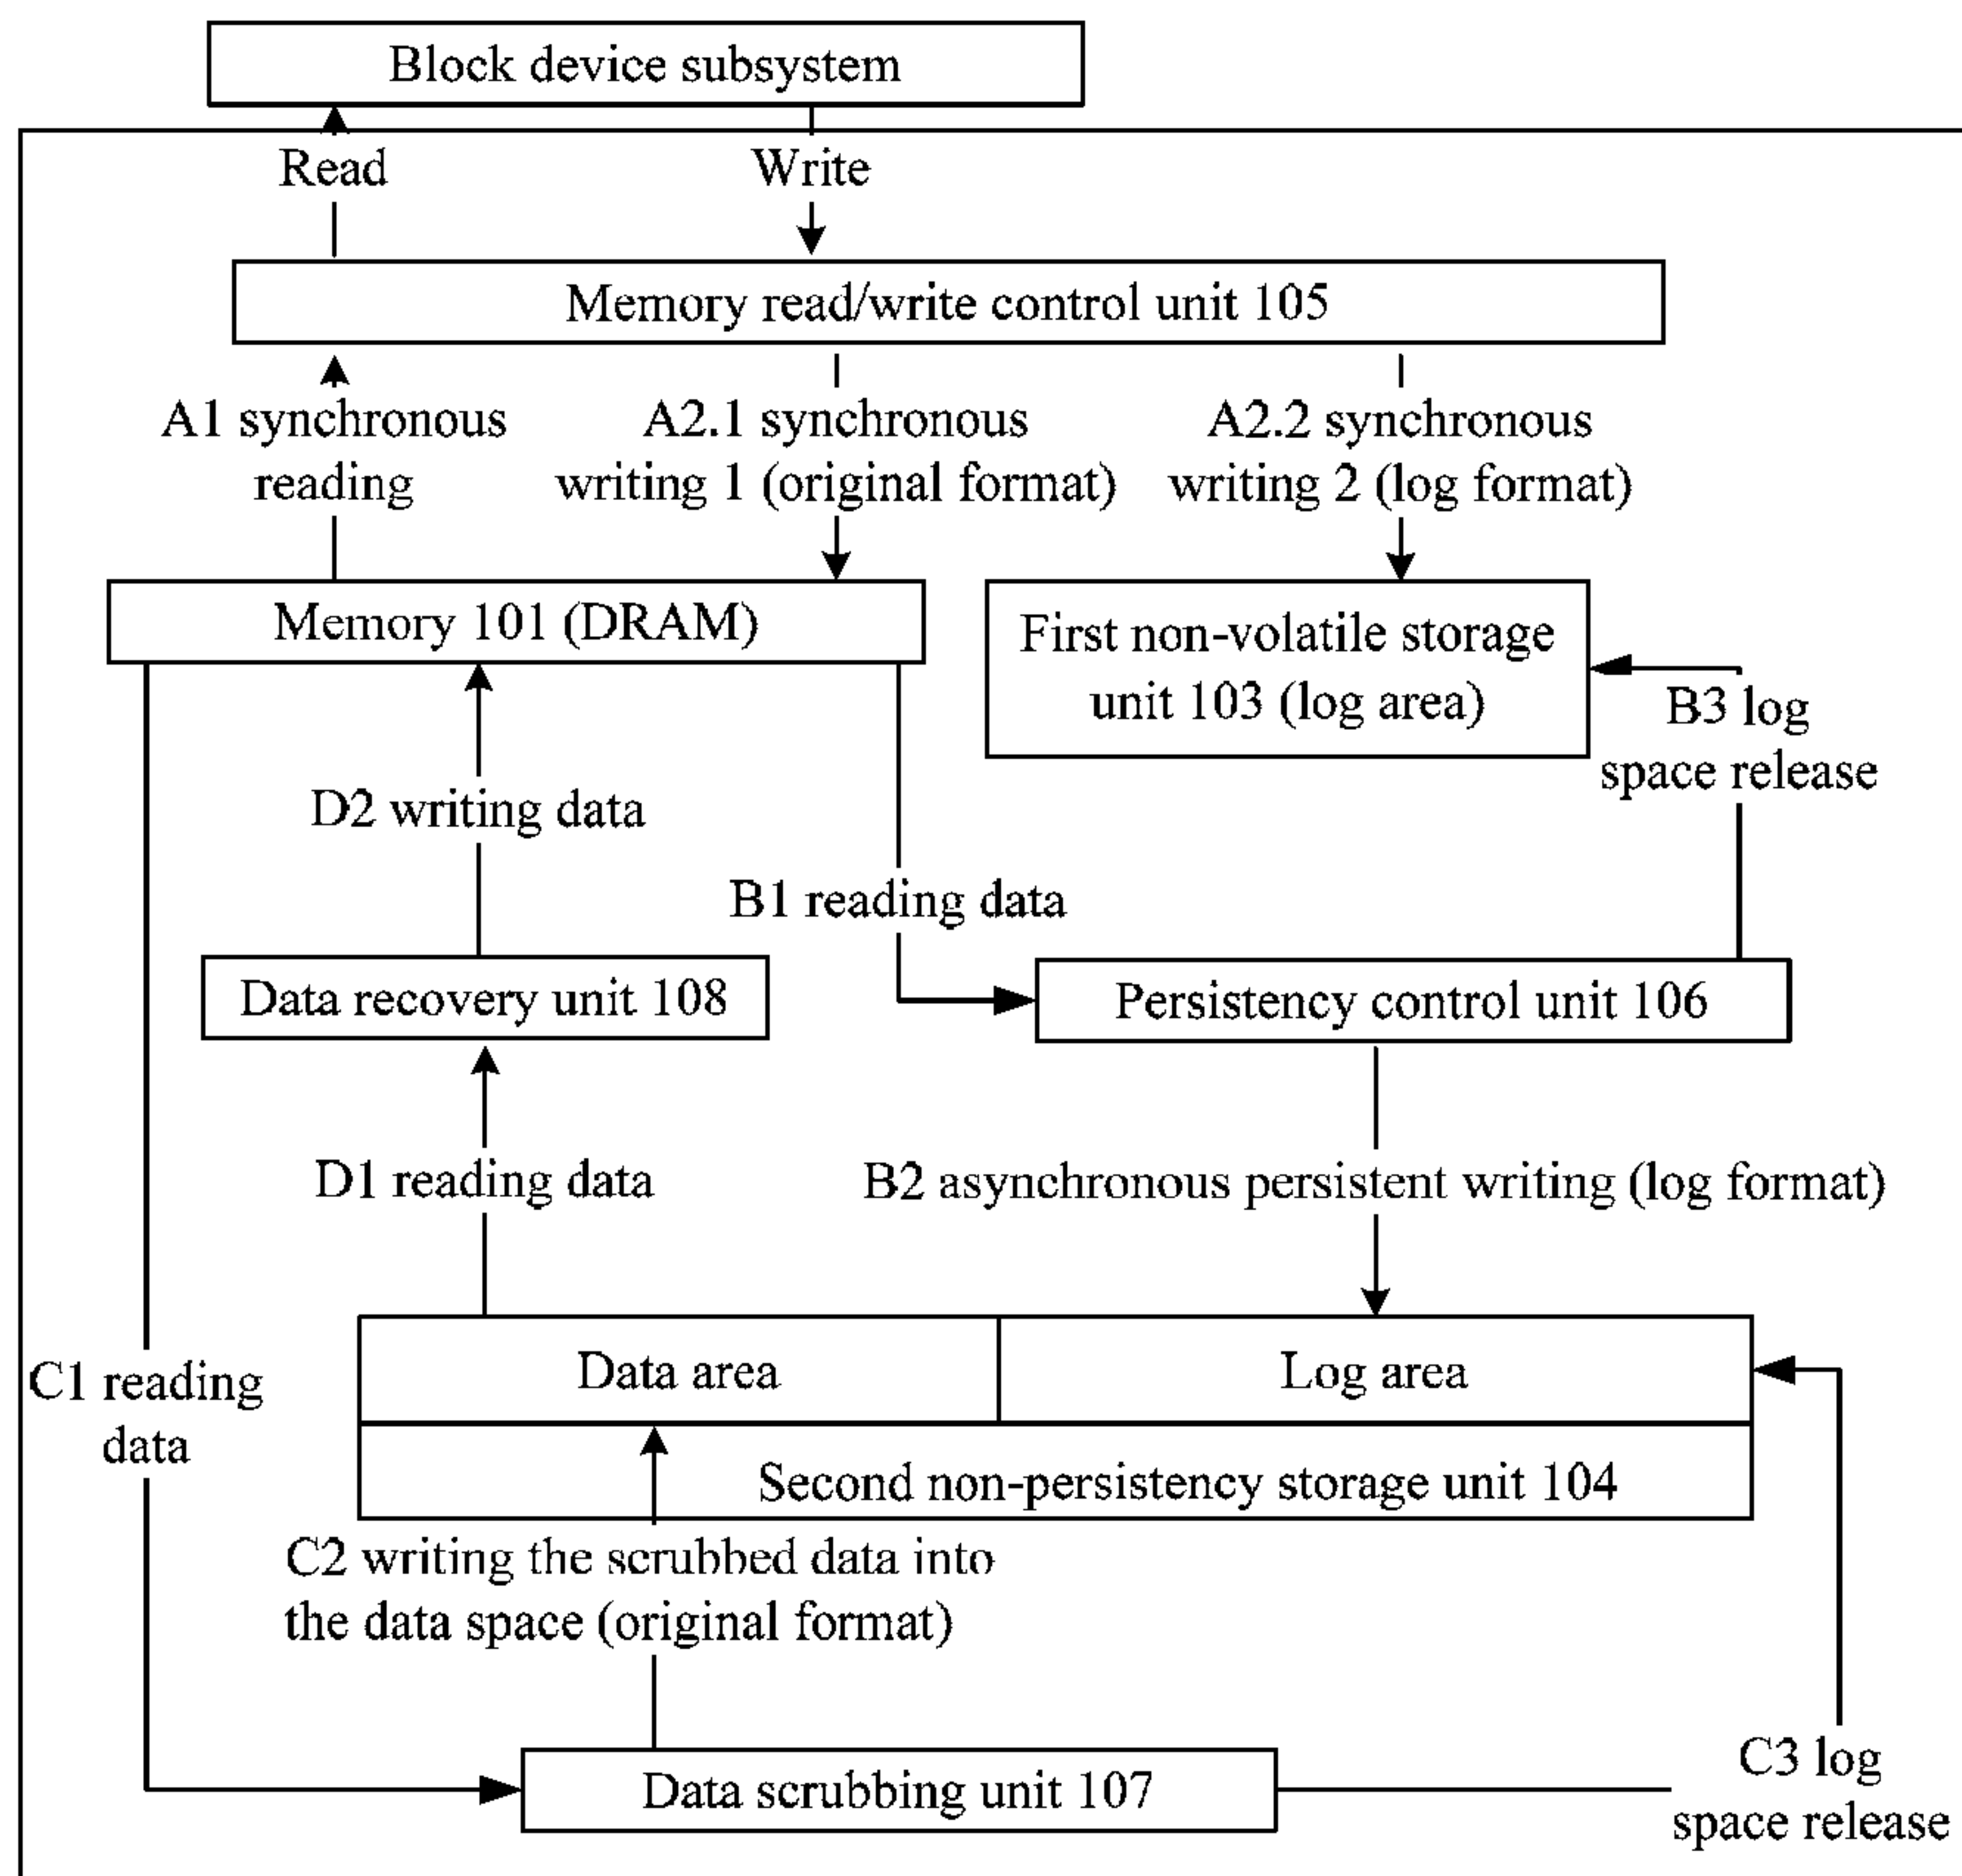 Block device subsystem
Read
Write
Memory read/write control unit 105
A1 synchronous
reading
A2.1 synchronous
writing 1 (original format)
A2.2 synchronous
writing 2 (log format)
Memory 101 (DRAM)
First non-volatile storage
unit 103 (log area)
B3 log
space release
D2 writing data
B1 reading data
Data recovery unit 108
Persistency control unit 106
D1 reading data
B2 asynchronous persistent writing (log format)
Data area
Log area
C1 reading
data
Second non-persistency storage unit 104
C2 writing the scrubbed data into
the data space (original format)
Data scrubbing unit 107
C3 log
space release